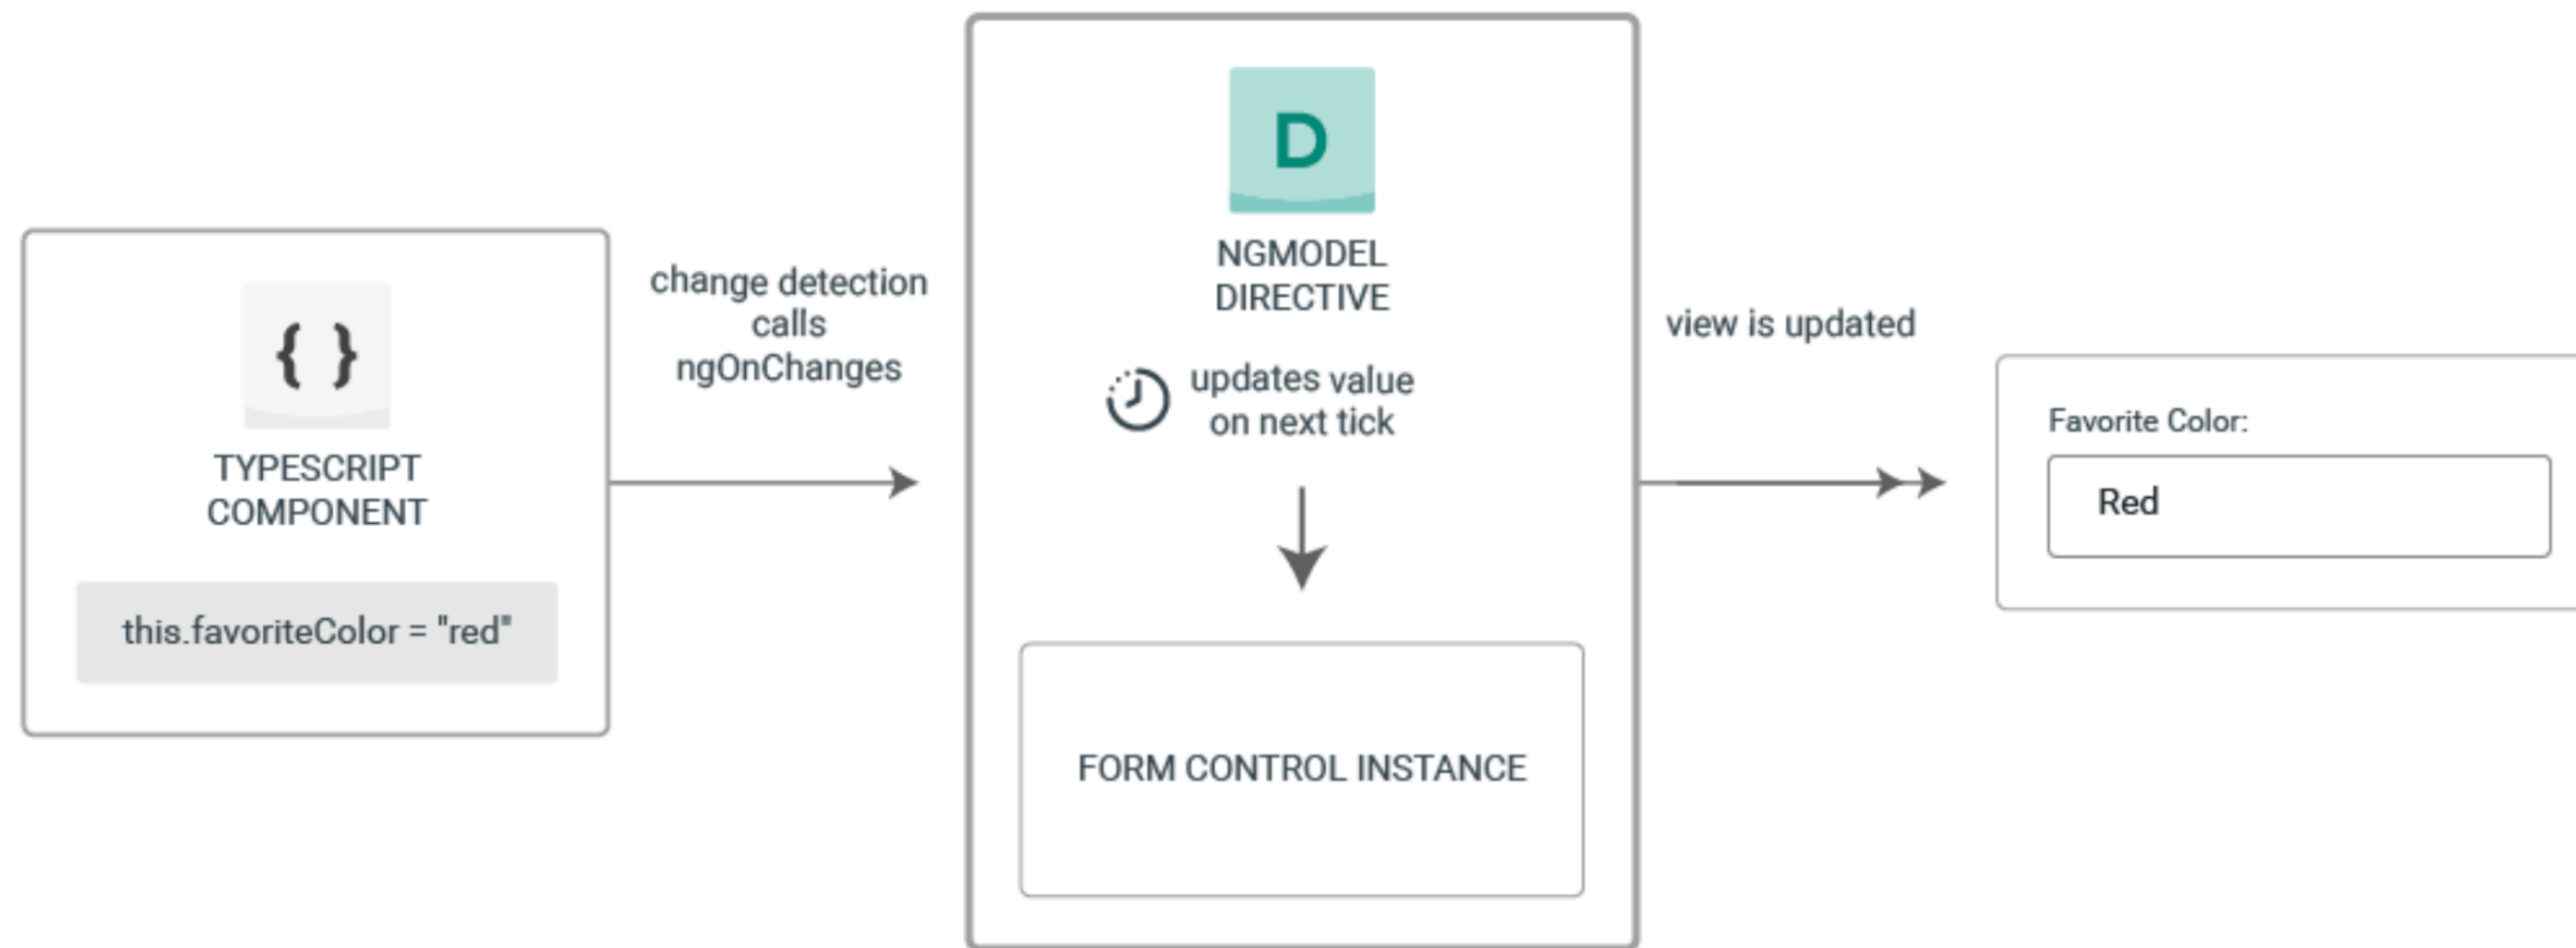 { }
TYPESCRIPT
COMPONENT
this.favoriteColor = "red"
change detection
calls
ngOnChanges
D
NGMODEL
DIRECTIVE
updates value
on next tick
FORM CONTROL INSTANCE
view is updated
Favorite Color:
Red